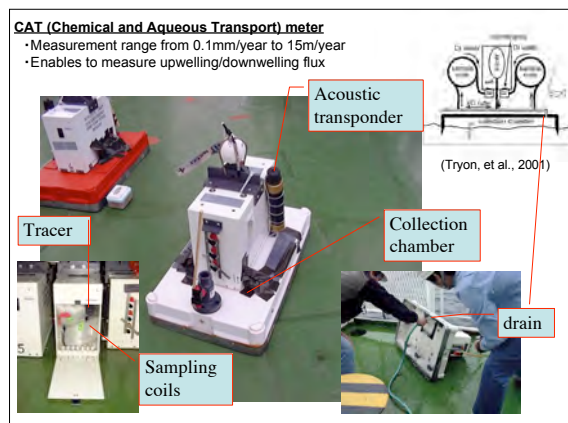 CAT (Chemical and Aqueous Transport) meter
・Measurement range from 0.1mm/year to 15m/year
・Enables to measure upwelling/downwelling flux
Acoustic
transponder
(Tryon, et al., 2001)
Tracer
Collection
chamber
drain
Sampling
coils
5